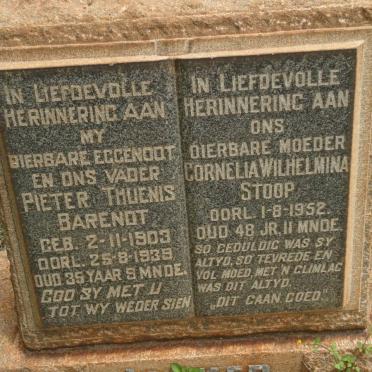 IN LIEFDEVOLLE
HERINNERING AAN
MY
DIERBARE EGGENOOT
EN ONS VADER
PIETER THUENIS
BARENDT
GEB. 2-11-1903
OORL. 25-8-1939
OUD. 35 YAAR 9 MNDE.
GOD SY MET U
TOT WY WEDER SIEN
IN LIEFDEVOLLE
HERINNERING AAN
ONS
DIERBARE MOEDER
CORNELIA WILHELMINA
STOOP
OORL. 1-8-1952.
OUD 48 JR. 11 MNDE.
SO GEDULDIG WAS SY
ALTYD, SO TEVREDE EN
VOL MOED, MET 'N GLIMLAG
WAS DIT ALTYD,
"DIT GAAN GOED."